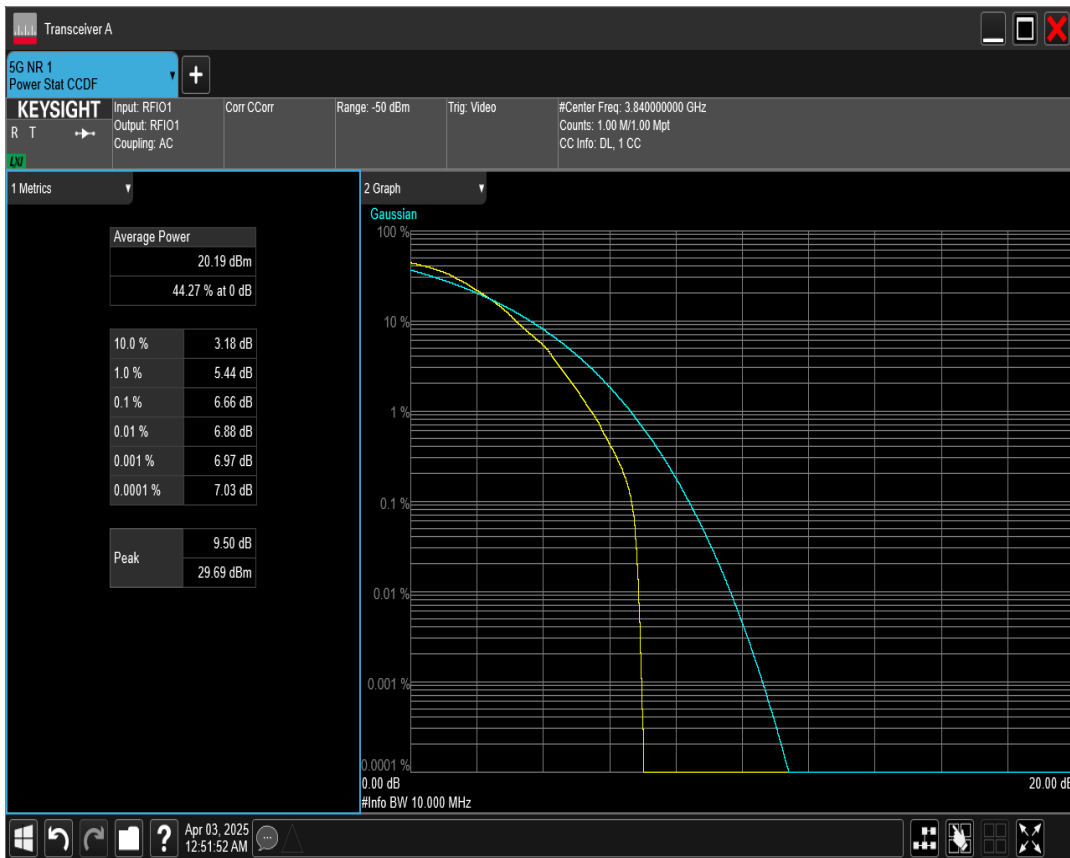 Transceiver A
5G NR 1
Power Stat CCDF
KEYSIGHT
R T
LXI
Input: RFIO1
Output: RFIO1
Coupling: AC
Corr CCorr
Range: -50 dBm
Trig: Video
#Center Freq: 3.840000000 GHz
Counts: 1.00 M/1.00 Mpt
CC Info: DL, 1 CC
1 Metrics
Average Power
20.19 dBm
44.27 % at 0 dB
10.0 % 3.18 dB
1.0 % 5.44 dB
0.1 % 6.66 dB
0.01 % 6.88 dB
0.001 % 6.97 dB
0.0001 % 7.03 dB
Peak
9.50 dB
29.69 dBm
2 Graph
Gaussian
100 %
10 %
1 %
0.1 %
0.01 %
0.001 %
0.0001 %
0.00 dB 20.00 dB
#Info BW 10.000 MHz
Apr 03, 2025
12:51:52 AM